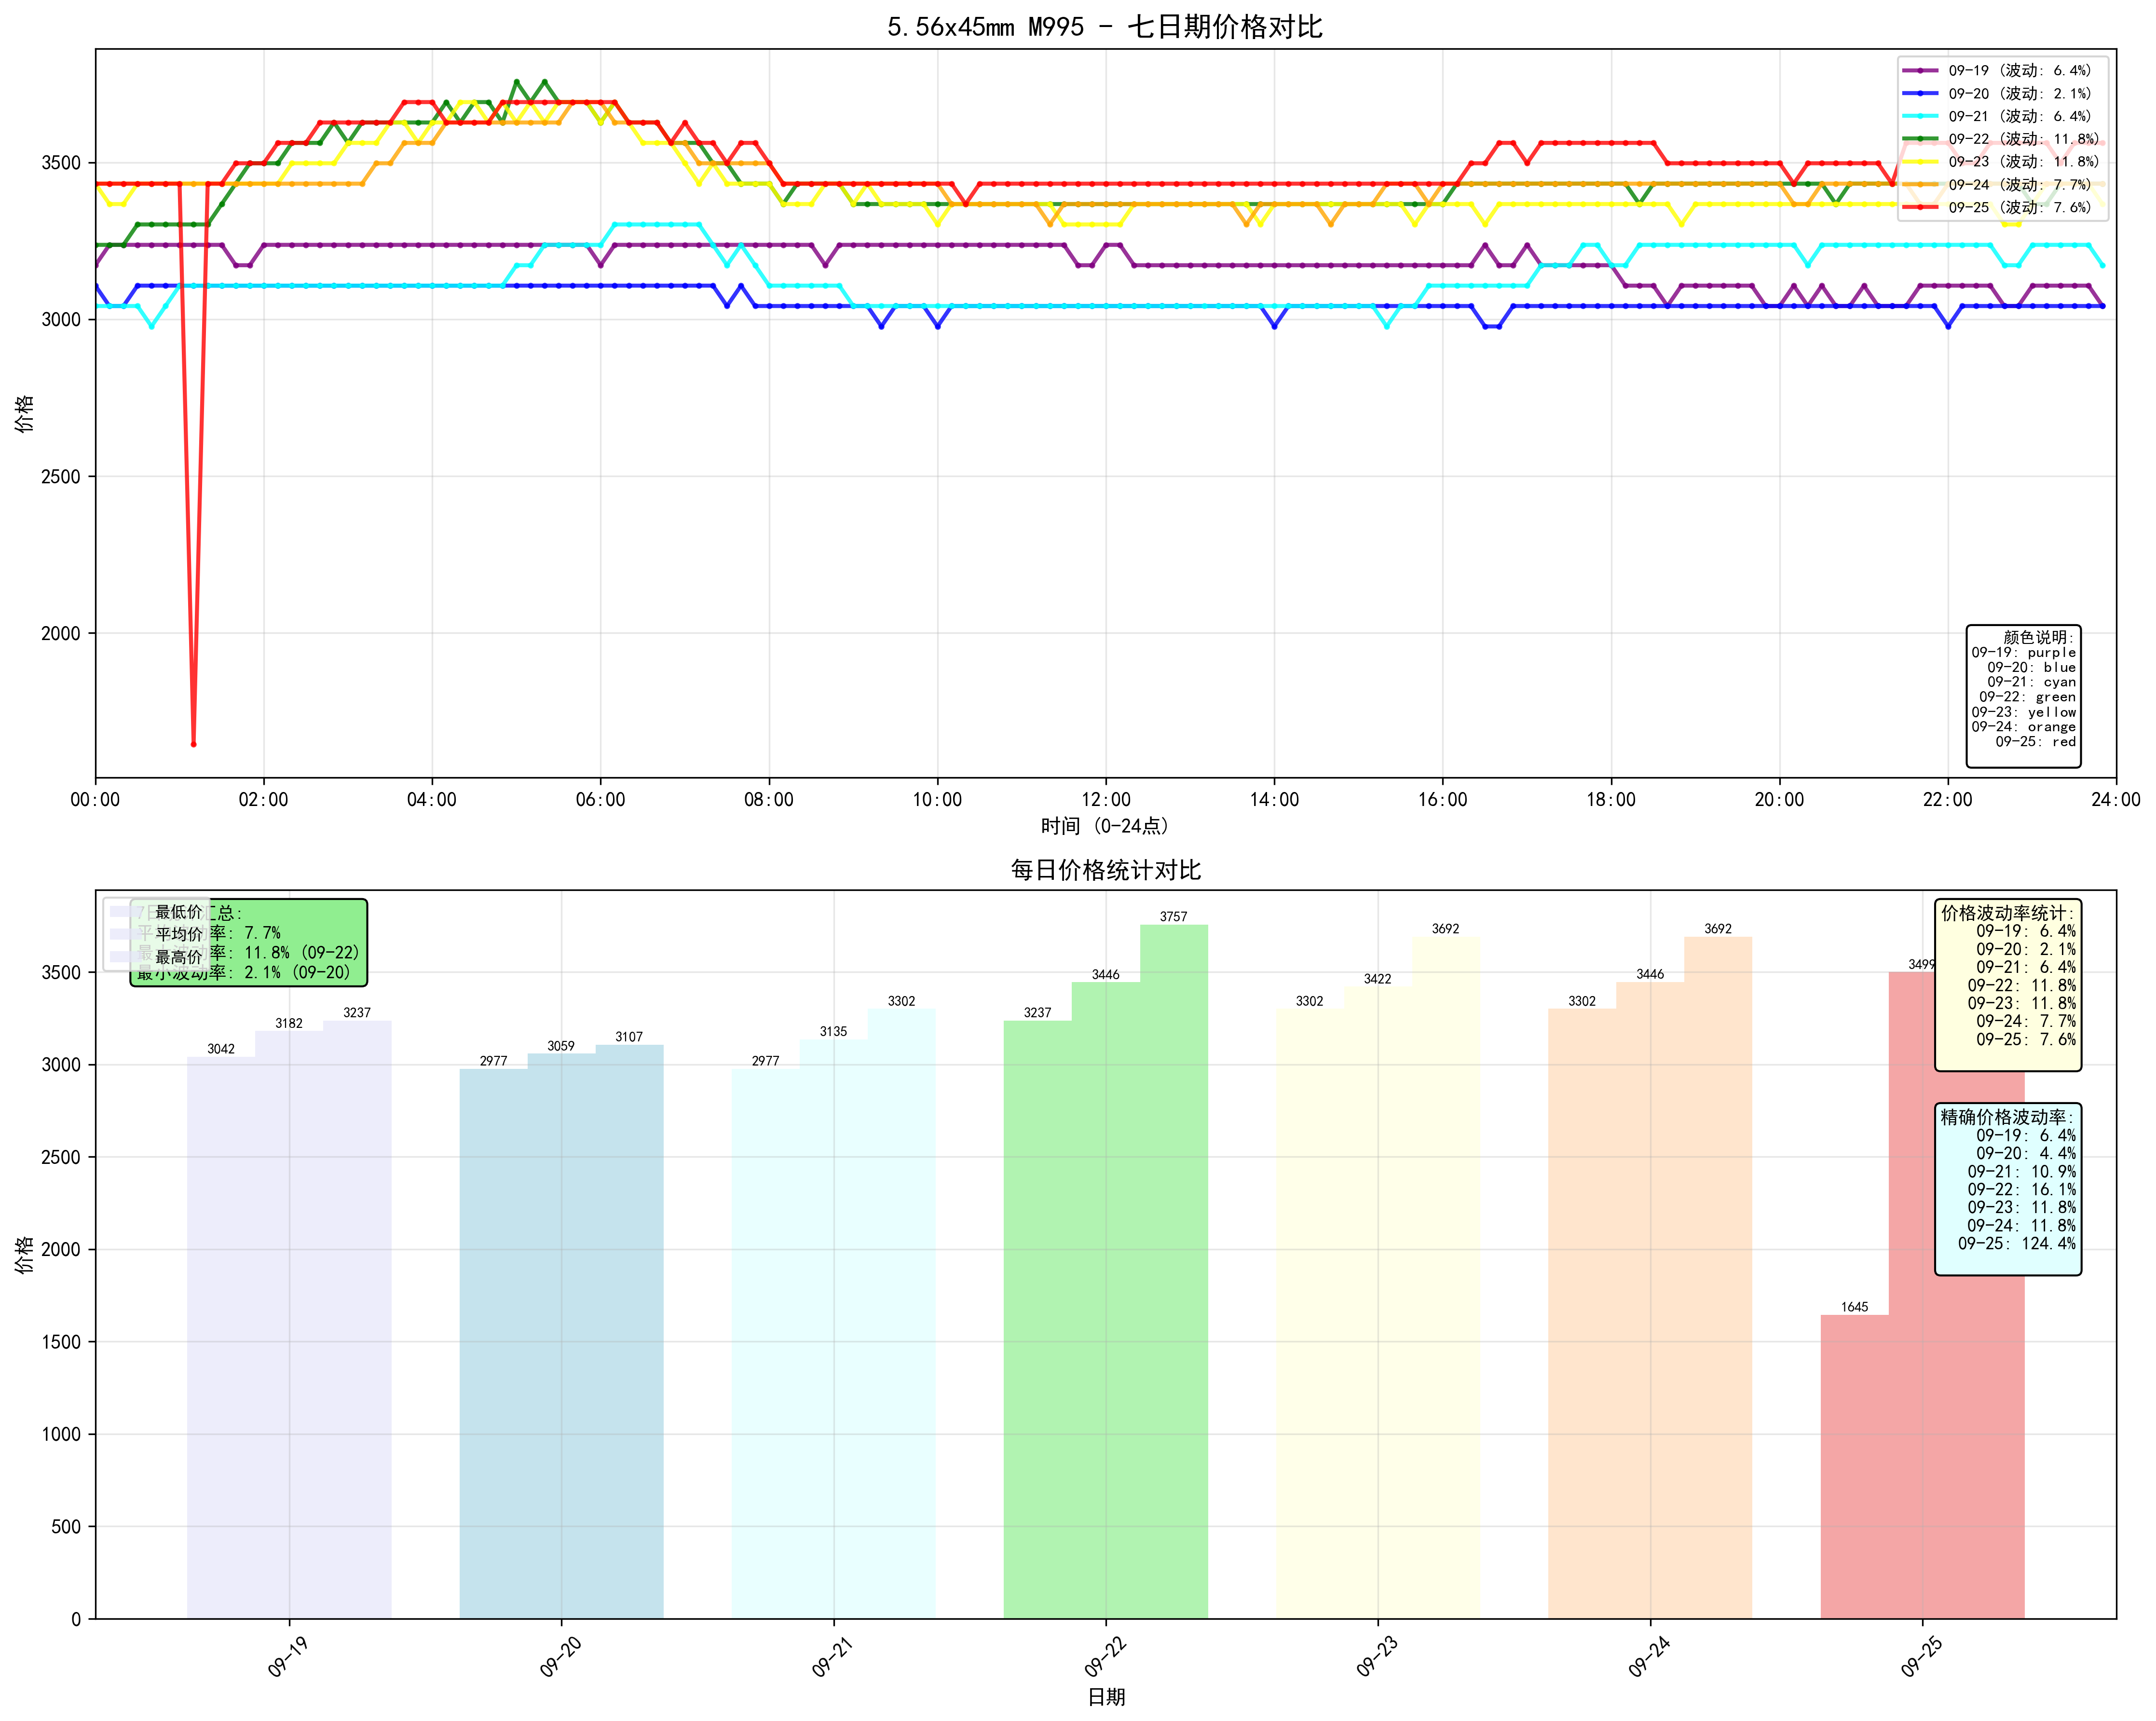 5.56x45mm M995 - 七日期价格对比
09-19 (波动: 6.4%)
09-20 (波动: 2.1%)
09-21 (波动: 6.4%)
09-22 (波动: 11.8%)
09-23 (波动: 11.8%)
09-24 (波动: 7.7%)
09-25 (波动: 7.6%)
价格
3500
3000
2500
2000
颜色说明:
09-19: purple
09-20: blue
09-21: cyan
09-22: green
09-23: yellow
09-24: orange
09-25: red
00:00 02:00 04:00 06:00 08:00 10:00 12:00 14:00 16:00 18:00 20:00 22:00 24:00
时间 (0-24点)
每日价格统计对比
最低价
平均价
最高价
汇总:
率: 7.7%
率: 11.8% (09-22)
最小波动率: 2.1% (09-20)
价格波动率统计:
09-19: 6.4%
09-20: 2.1%
09-21: 6.4%
09-22: 11.8%
09-23: 11.8%
09-24: 7.7%
09-25: 7.6%
精确价格波动率:
09-19: 6.4%
09-20: 4.4%
09-21: 10.9%
09-22: 16.1%
09-23: 11.8%
09-24: 11.8%
09-25: 124.4%
价格
3500
3000
2500
2000
1500
1000
500
0
3042 3182 3237
2977 3059 3107
2977 3135 3302
3237 3446 3757
3302 3422 3692
3302 3446 3692
1645 3499
09-19 09-20 09-21 09-22 09-23 09-24 09-25
日期